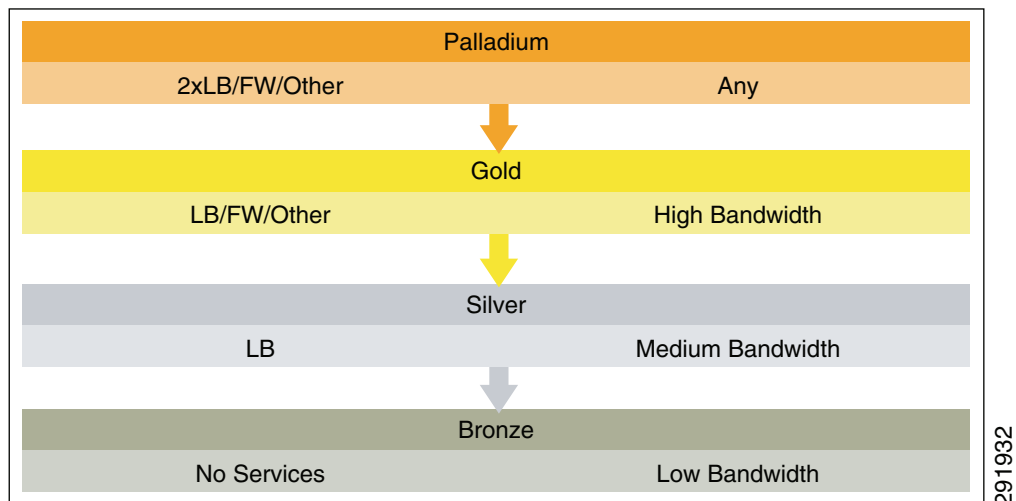 Palladium
2xLB/FW/Other Any
Gold
LB/FW/Other High Bandwidth
Silver
LB Medium Bandwidth
Bronze
No Services Low Bandwidth
291932